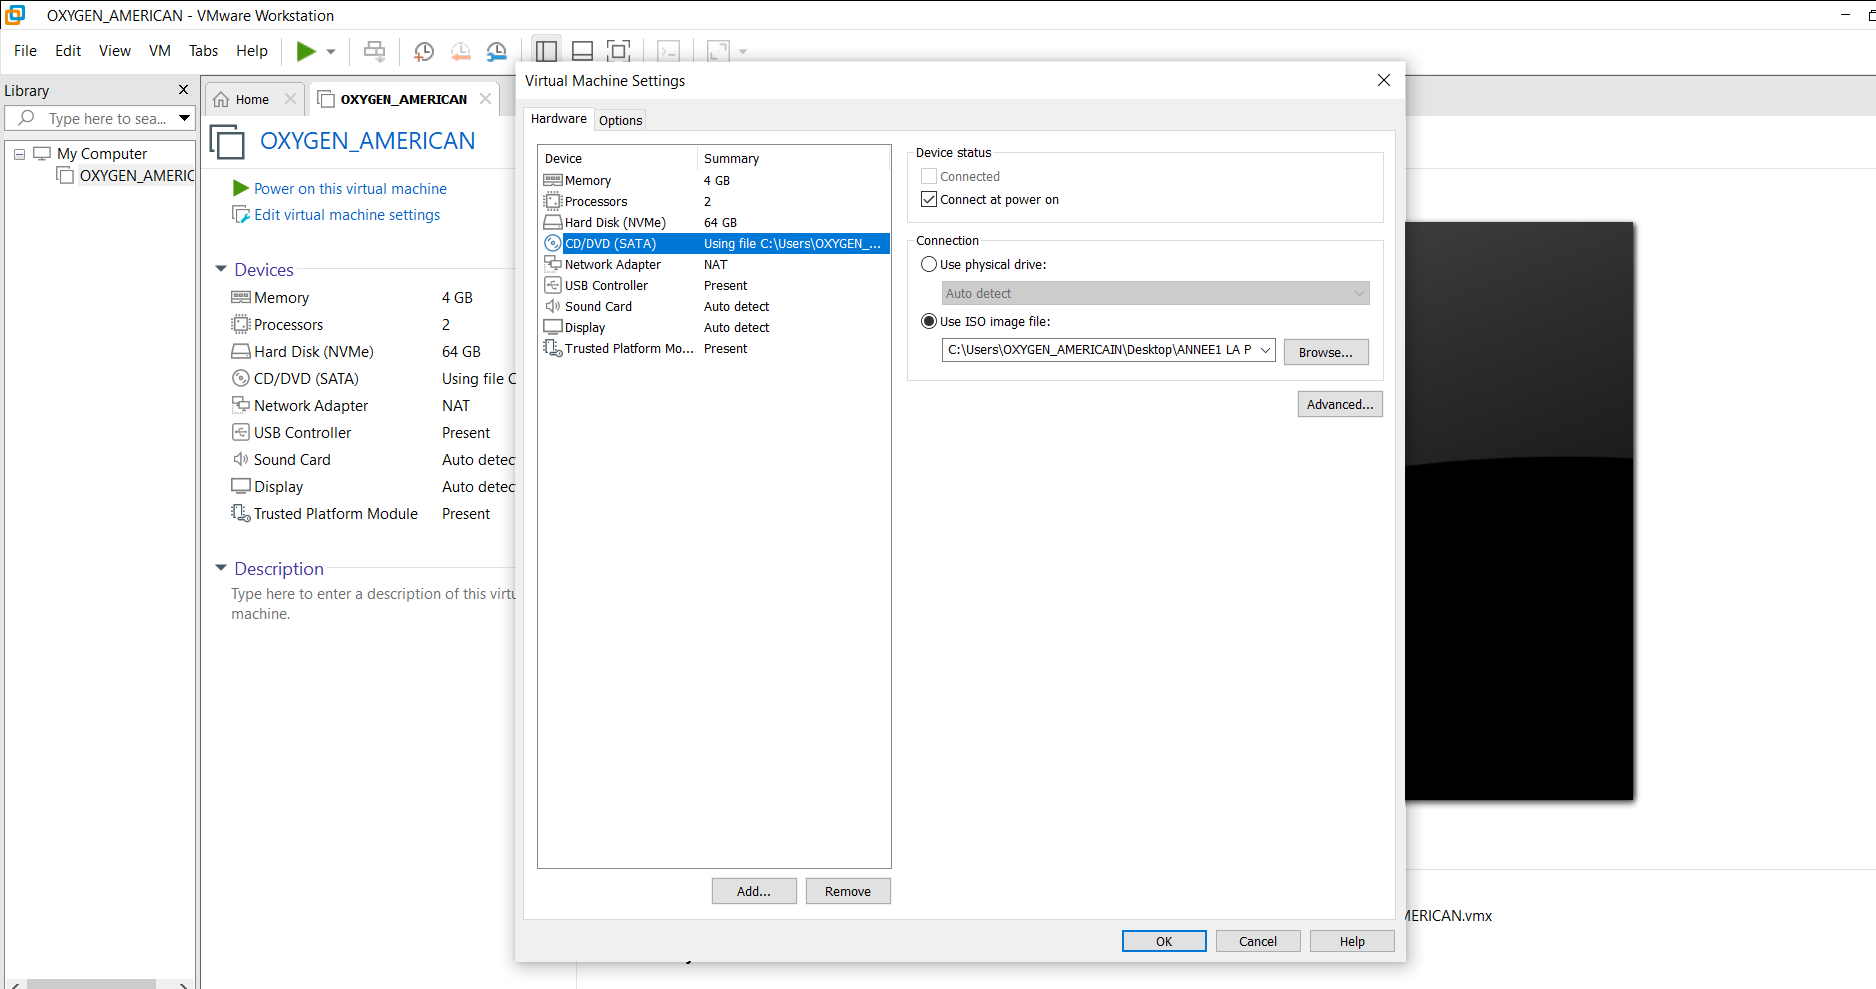 OXYGEN_AMERICAN - VMware Workstation
File Edit View VM Tabs Help
Library
Type here to sea...
My Computer
OXYGEN_AMERIC
Home
OXYGEN_AMERICAN
OXYGEN_AMERICAN
Power on this virtual machine
Edit virtual machine settings
Devices
Memory 4 GB
Processors 2
Hard Disk (NVMe) 64 GB
CD/DVD (SATA) Using file C
Network Adapter NAT
USB Controller Present
Sound Card Auto detec
Display Auto detec
Trusted Platform Module Present
Description
Type here to enter a description of this virtu
machine.
Virtual Machine Settings
Hardware Options
Device Summary
Memory 4 GB
Processors 2
Hard Disk (NVMe) 64 GB
CD/DVD (SATA) Using file C:\Users\OXYGEN_...
Network Adapter NAT
USB Controller Present
Sound Card Auto detect
Display Auto detect
Trusted Platform Mo... Present
Add... Remove
Device status
Connected
Connect at power on
Connection
Use physical drive:
Auto detect
Use ISO image file:
C:\Users\OXYGEN_AMERICAIN\Desktop\ANNEE1 LA P
Browse...
Advanced...
OK Cancel Help
MERICAN.vmx